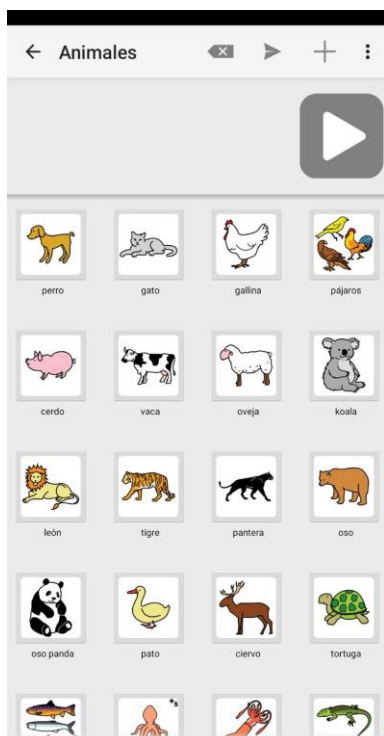 Animales
perro gato gallina pájaros
cerdo vaca oveja koala
león tigre pantera oso
oso panda pato ciervo tortuga
+s